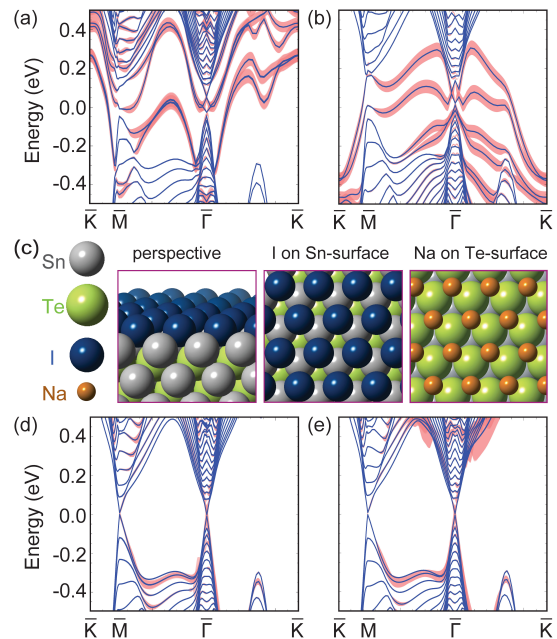 (a)
(b)
Energy (eV)
0.4
0.2
0.0
-0.2
-0.4
K̄ M̄ Γ̄ K̄
K̄ M̄ Γ̄ K̄
(c)
perspective
I on Sn-surface
Na on Te-surface
Sn
Te
I
Na
(d)
(e)
Energy (eV)
0.4
0.2
0.0
-0.2
-0.4
K̄ M̄ Γ̄ K̄
K̄ M̄ Γ̄ K̄